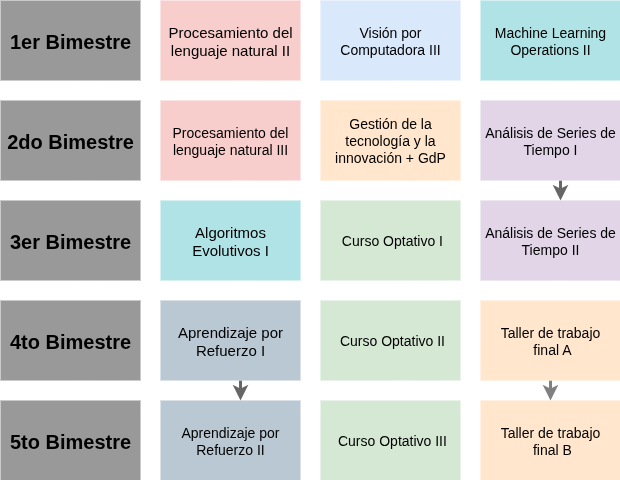 1er Bimestre
Procesamiento del
lenguaje natural II
Visión por
Computadora III
Machine Learning
Operations II
2do Bimestre
Procesamiento del
lenguaje natural III
Gestión de la
tecnología y la
innovación + GdP
Análisis de Series de
Tiempo I
3er Bimestre
Algoritmos
Evolutivos I
Curso Optativo I
Análisis de Series de
Tiempo II
4to Bimestre
Aprendizaje por
Refuerzo I
Curso Optativo II
Taller de trabajo
final A
5to Bimestre
Aprendizaje por
Refuerzo II
Curso Optativo III
Taller de trabajo
final B